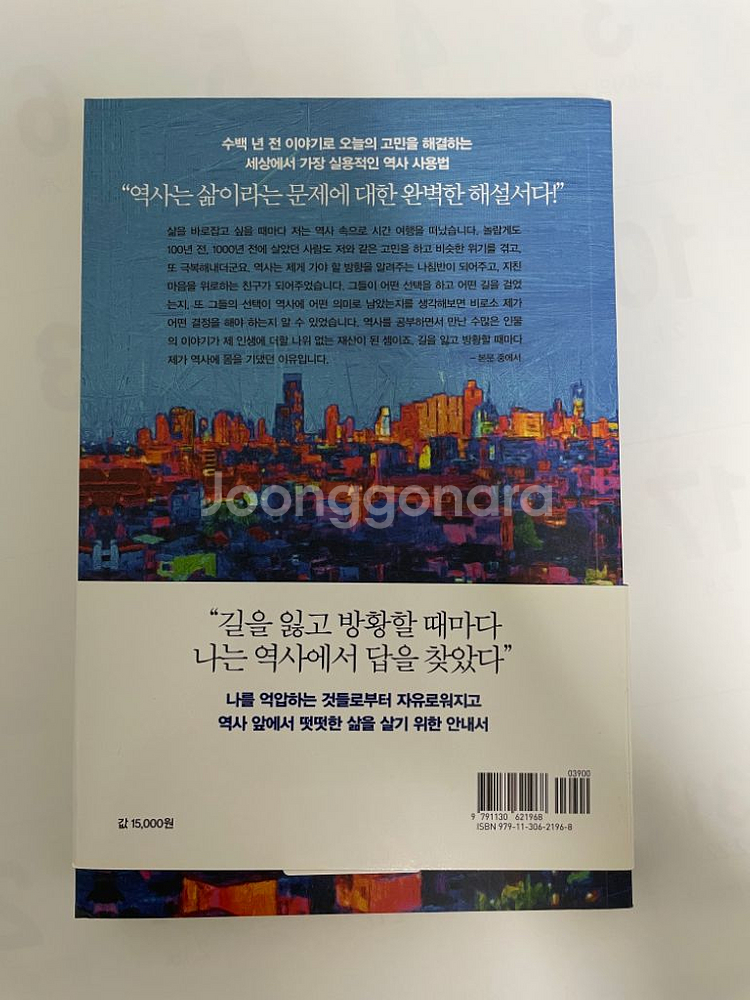 수백 년 전 이야기로 오늘의 고민을 해결하는
세상에서 가장 실용적인 역사 사용법
“역사는 삶이라는 문제에 대한 완벽한 해설서다!”
삶을 바로잡고 싶을 때마다 저는 역사 속으로 시간 여행을 떠났습니다. 놀랍게도
100년 전, 1000년 전에 살았던 사람도 저와 같은 고민을 하고 비슷한 위기를 겪고,
또 극복해내더군요. 역사는 제게 가야 할 방향을 알려주는 나침반이 되어주고, 지친
마음을 위로하는 친구가 되어주었습니다. 그들이 어떤 선택을 하고 어떤 길을 걸었
는지, 또 그들의 선택이 역사에 어떤 의미로 남았는지를 생각해보면 비로소 제가
어떤 결정을 해야 하는지 알 수 있었습니다. 역사를 공부하면서 만난 수많은 인물
의 이야기가 제 인생에 더할 나위 없는 재산이 된 셈이죠. 길을 잃고 방황할 때마다
제가 역사에 몸을 기댔던 이유입니다. – 본문 중에서
Joonggonara
“길을 잃고 방황할 때마다
나는 역사에서 답을 찾았다”
나를 억압하는 것들로부터 자유로워지고
역사 앞에서 떳떳한 삶을 살기 위한 안내서
03900
9 791130 621968
ISBN 979-11-306-2196-8
값 15,000원